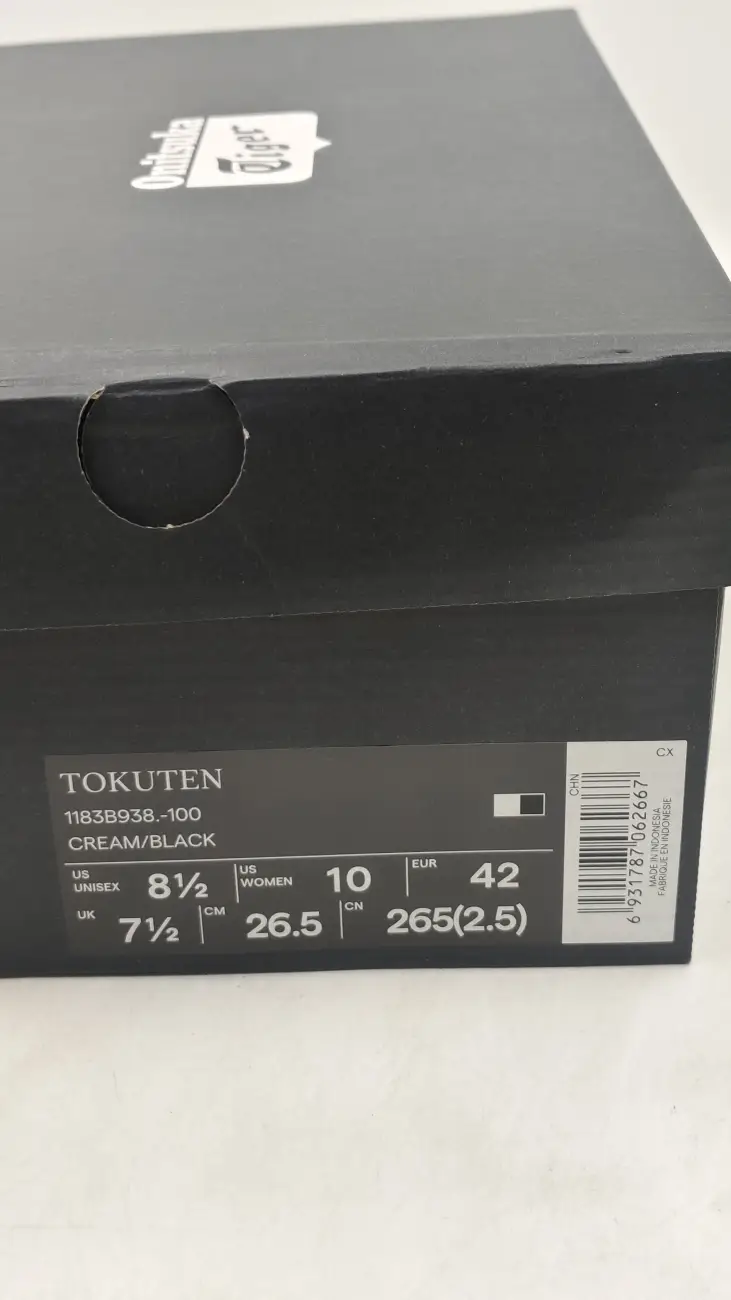 Onitsuka
Tiger
TOKUTEN
1183B938.-100
CREAM/BLACK
US UNISEX 8½ US WOMEN 10 EUR 42
UK 7½ CM 26.5 CN 265(2.5)
CX
CHN
6 931787 062667
MADE IN INDONESIA
FABRIQUE EN INDONESIE